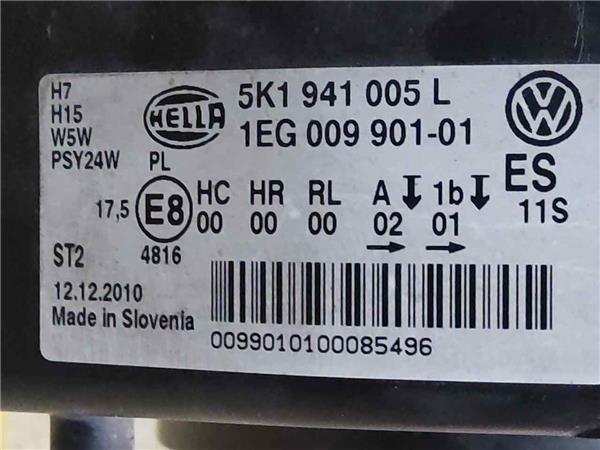 H7
H15
W5W
PSY24W PL
HELLA
5K1 941 005 L
1EG 009 901-01
ES
11S
17,5 E8 HC HR RL A 1b
00 00 00 02 01
ST2 4816
12.12.2010
Made in Slovenia
0099010100085496